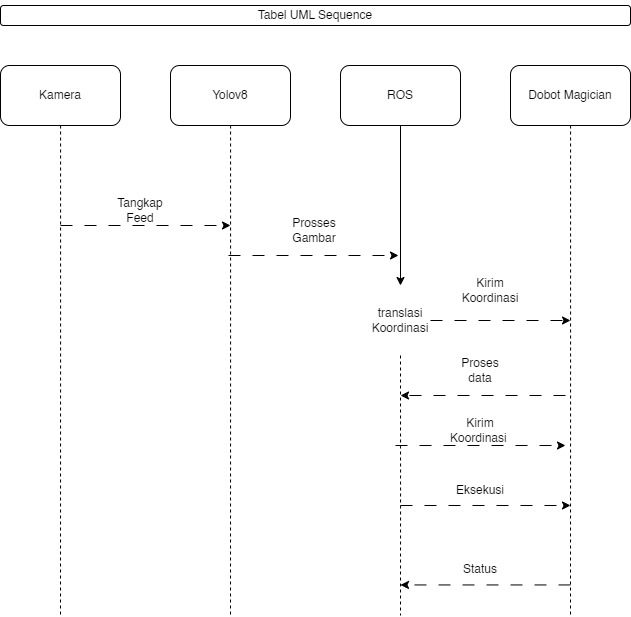 Tabel UML Sequence
Kamera
Yolov8
ROS
Dobot Magician
Tangkap
Feed
Prosses
Gambar
Kirim
Koordinasi
translasi
Koordinasi
Proses
data
Kirim
Koordinasi
Eksekusi
Status